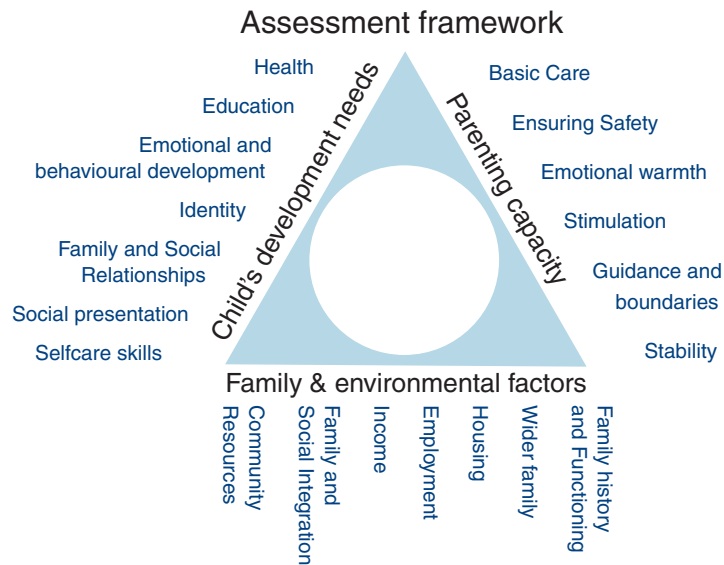 Assessment framework
Health
Education
Emotional and
behavioural development
Identity
Family and Social
Relationships
Social presentation
Selfcare skills
Child's development needs
Parenting capacity
Basic Care
Ensuring Safety
Emotional warmth
Stimulation
Guidance and
boundaries
Stability
Family & environmental factors
Community
Resources
Family and
Social Integration
Income
Employment
Housing
Wider family
Family history
and Functioning